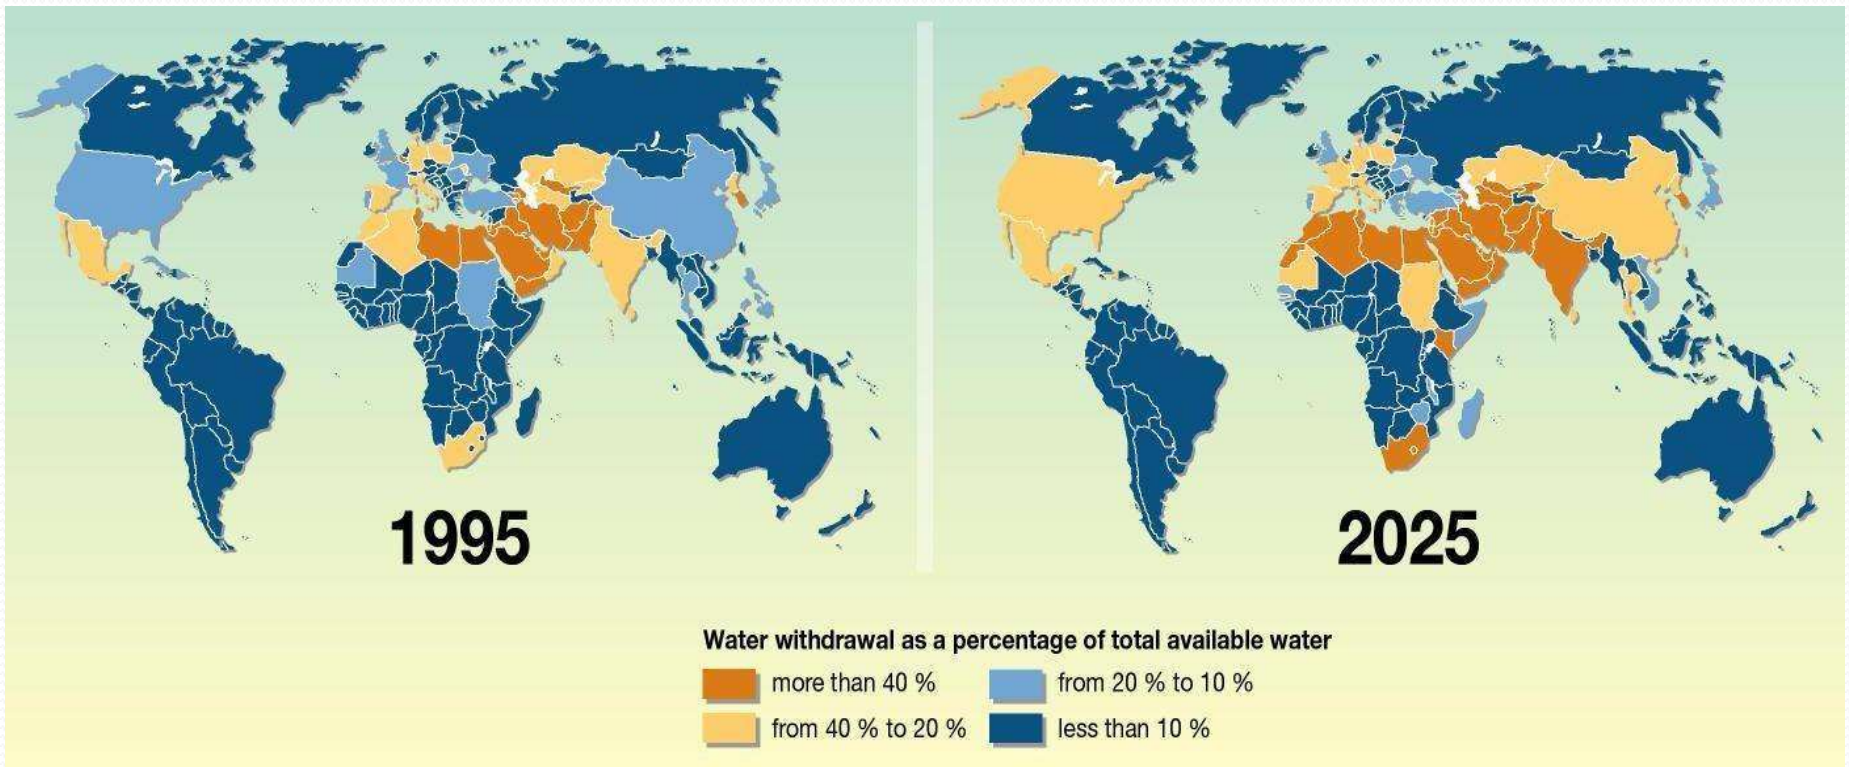 1995
2025
Water withdrawal as a percentage of total available water
more than 40 %
from 20 % to 10 %
from 40 % to 20 %
less than 10 %